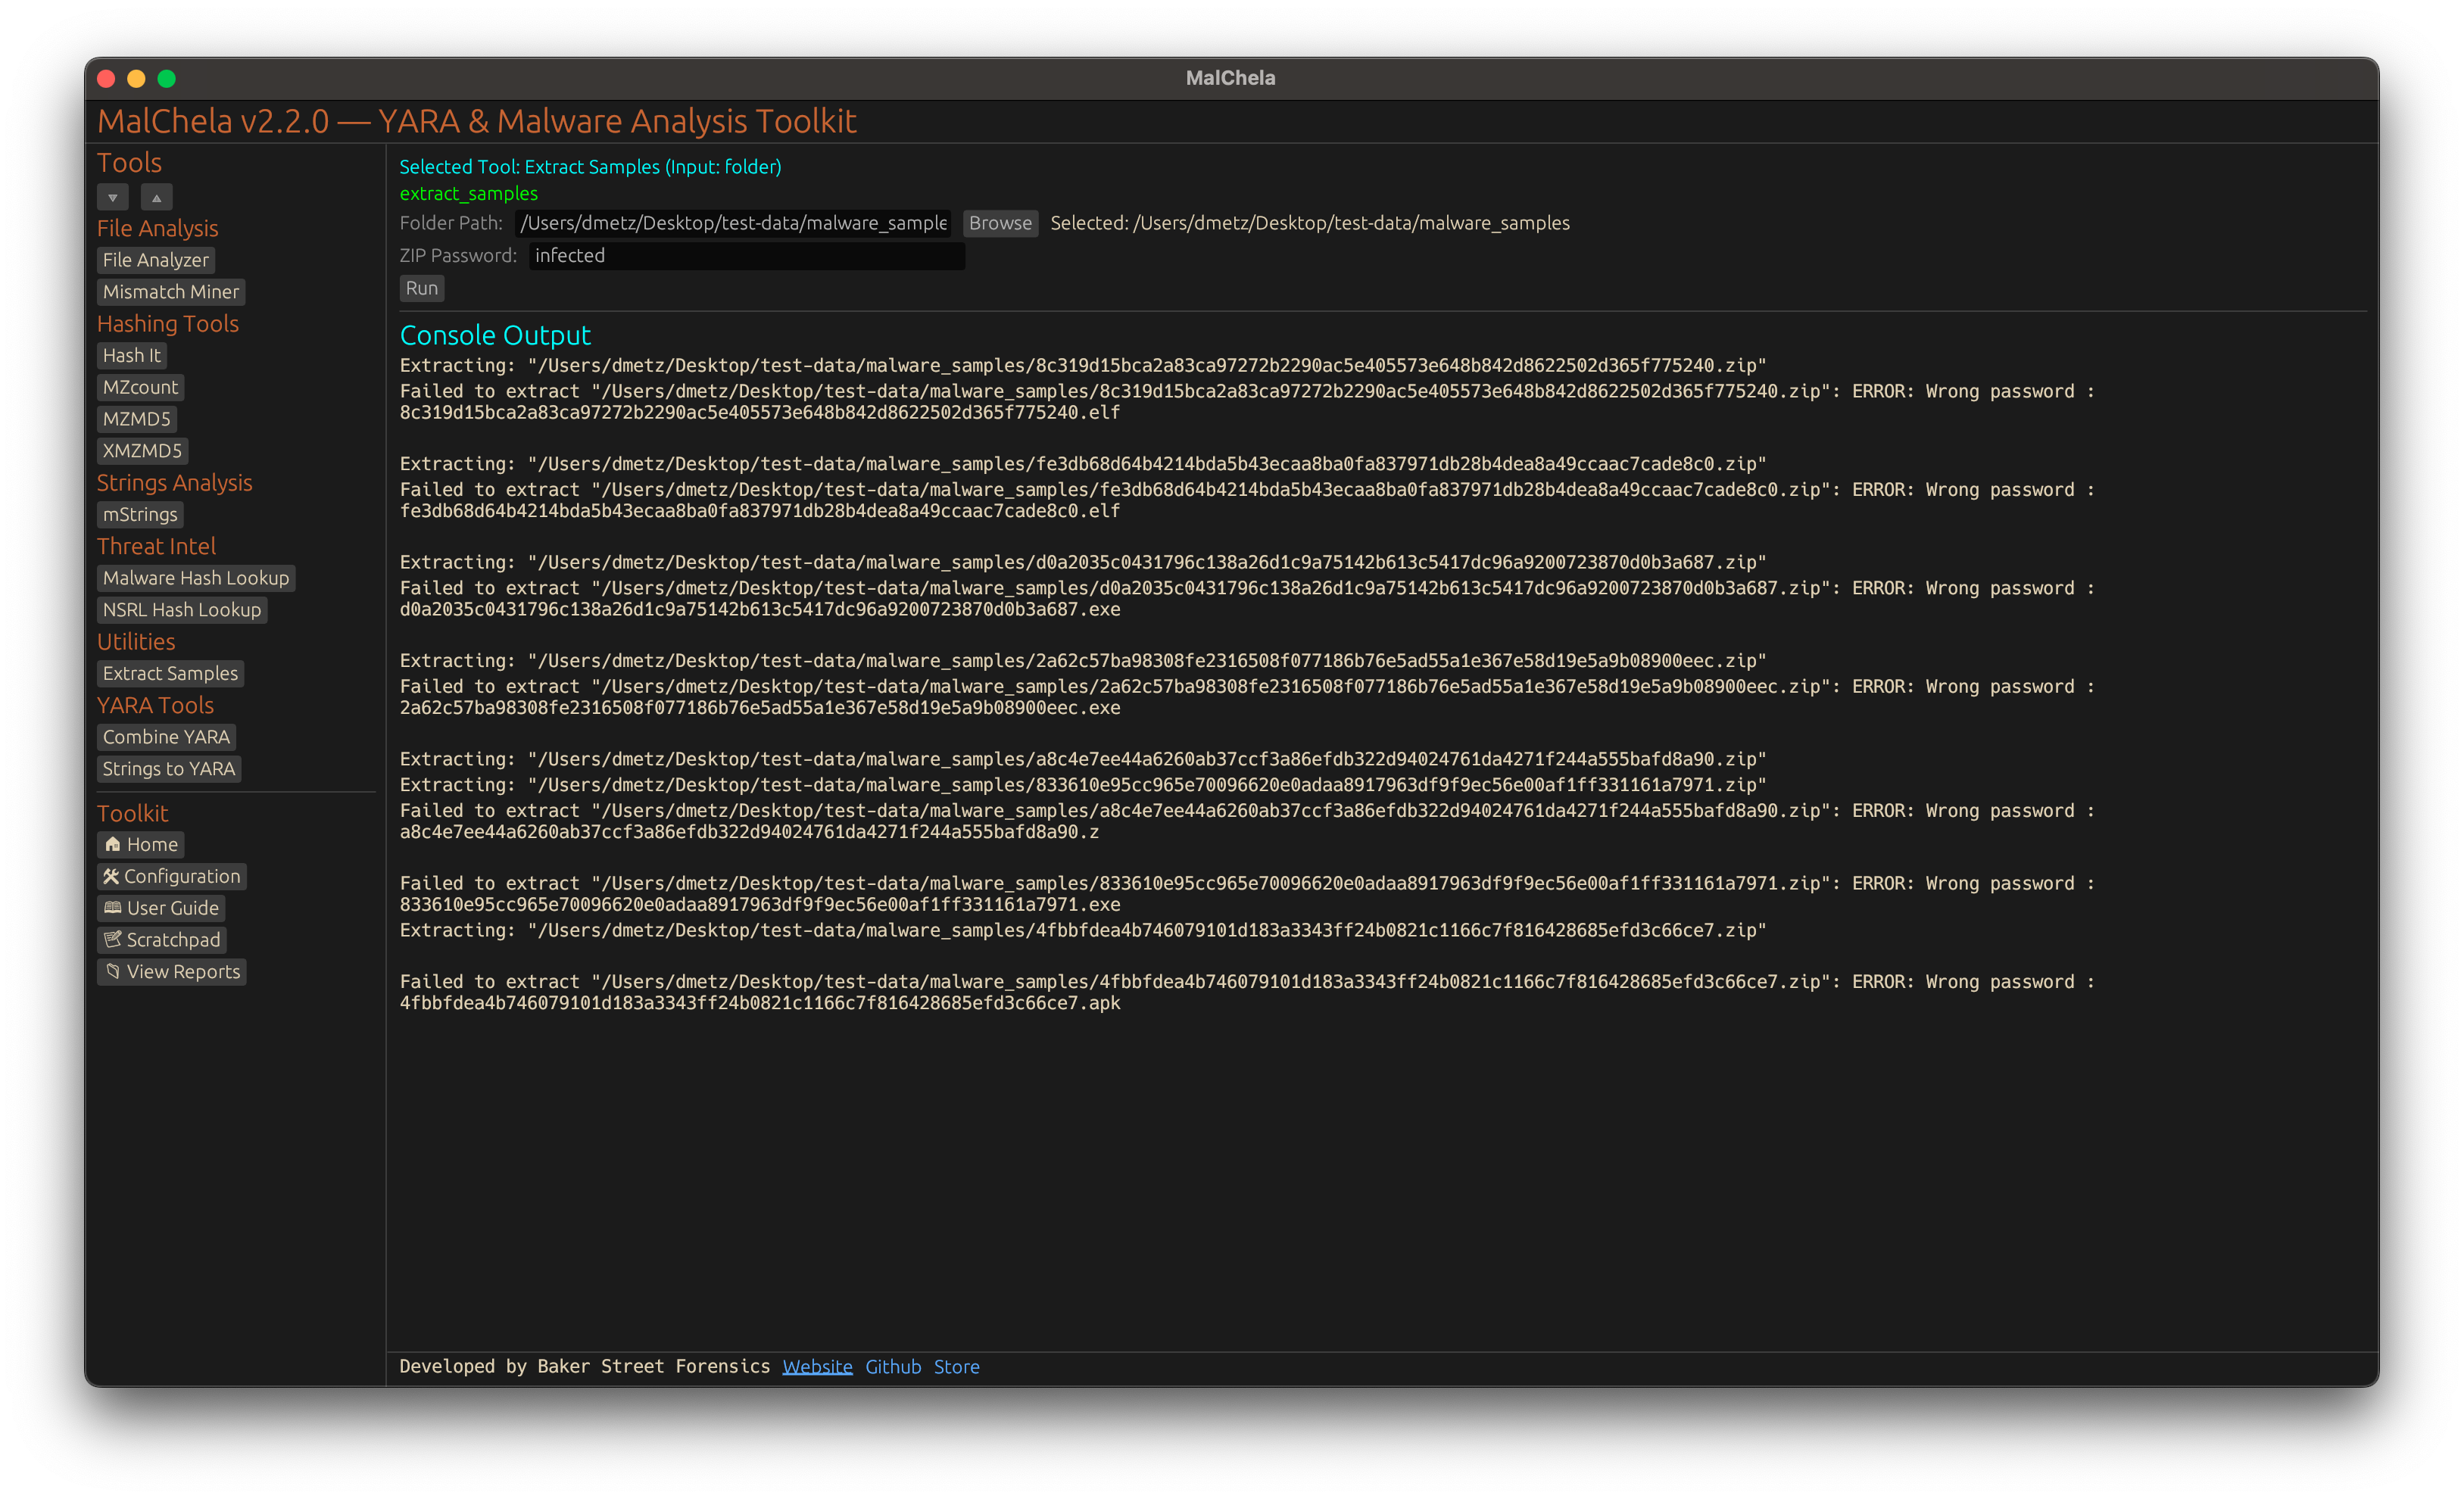 MalChela
MalChela v2.2.0 — YARA & Malware Analysis Toolkit
Tools
File Analysis
File Analyzer
Mismatch Miner
Hashing Tools
Hash It
MZcount
MZMD5
XMZMD5
Strings Analysis
mStrings
Threat Intel
Malware Hash Lookup
NSRL Hash Lookup
Utilities
Extract Samples
YARA Tools
Combine YARA
Strings to YARA
Toolkit
Home
Configuration
User Guide
Scratchpad
View Reports
Selected Tool: Extract Samples (Input: folder)
extract_samples
Folder Path: /Users/dmetz/Desktop/test-data/malware_sample Browse Selected: /Users/dmetz/Desktop/test-data/malware_samples
ZIP Password: infected
Run
Console Output
Extracting: "/Users/dmetz/Desktop/test-data/malware_samples/8c319d15bca2a83ca97272b2290ac5e405573e648b842d8622502d365f775240.zip"
Failed to extract "/Users/dmetz/Desktop/test-data/malware_samples/8c319d15bca2a83ca97272b2290ac5e405573e648b842d8622502d365f775240.zip": ERROR: Wrong password :
8c319d15bca2a83ca97272b2290ac5e405573e648b842d8622502d365f775240.elf
Extracting: "/Users/dmetz/Desktop/test-data/malware_samples/fe3db68d64b4214bda5b43ecaa8ba0fa837971db28b4dea8a49ccaac7cade8c0.zip"
Failed to extract "/Users/dmetz/Desktop/test-data/malware_samples/fe3db68d64b4214bda5b43ecaa8ba0fa837971db28b4dea8a49ccaac7cade8c0.zip": ERROR: Wrong password :
fe3db68d64b4214bda5b43ecaa8ba0fa837971db28b4dea8a49ccaac7cade8c0.elf
Extracting: "/Users/dmetz/Desktop/test-data/malware_samples/d0a2035c0431796c138a26d1c9a75142b613c5417dc96a9200723870d0b3a687.zip"
Failed to extract "/Users/dmetz/Desktop/test-data/malware_samples/d0a2035c0431796c138a26d1c9a75142b613c5417dc96a9200723870d0b3a687.zip": ERROR: Wrong password :
d0a2035c0431796c138a26d1c9a75142b613c5417dc96a9200723870d0b3a687.exe
Extracting: "/Users/dmetz/Desktop/test-data/malware_samples/2a62c57ba98308fe2316508f077186b76e5ad55a1e367e58d19e5a9b08900eec.zip"
Failed to extract "/Users/dmetz/Desktop/test-data/malware_samples/2a62c57ba98308fe2316508f077186b76e5ad55a1e367e58d19e5a9b08900eec.zip": ERROR: Wrong password :
2a62c57ba98308fe2316508f077186b76e5ad55a1e367e58d19e5a9b08900eec.exe
Extracting: "/Users/dmetz/Desktop/test-data/malware_samples/a8c4e7ee44a6260ab37ccf3a86efdb322d94024761da4271f244a555bafd8a90.zip"
Extracting: "/Users/dmetz/Desktop/test-data/malware_samples/833610e95cc965e70096620e0adaa8917963df9f9ec56e00af1ff331161a7971.zip"
Failed to extract "/Users/dmetz/Desktop/test-data/malware_samples/a8c4e7ee44a6260ab37ccf3a86efdb322d94024761da4271f244a555bafd8a90.zip": ERROR: Wrong password :
a8c4e7ee44a6260ab37ccf3a86efdb322d94024761da4271f244a555bafd8a90.z
Failed to extract "/Users/dmetz/Desktop/test-data/malware_samples/833610e95cc965e70096620e0adaa8917963df9f9ec56e00af1ff331161a7971.zip": ERROR: Wrong password :
833610e95cc965e70096620e0adaa8917963df9f9ec56e00af1ff331161a7971.exe
Extracting: "/Users/dmetz/Desktop/test-data/malware_samples/4fbbfdea4b746079101d183a3343ff24b0821c1166c7f816428685efd3c66ce7.zip"
Failed to extract "/Users/dmetz/Desktop/test-data/malware_samples/4fbbfdea4b746079101d183a3343ff24b0821c1166c7f816428685efd3c66ce7.zip": ERROR: Wrong password :
4fbbfdea4b746079101d183a3343ff24b0821c1166c7f816428685efd3c66ce7.apk
Developed by Baker Street Forensics Website Github Store